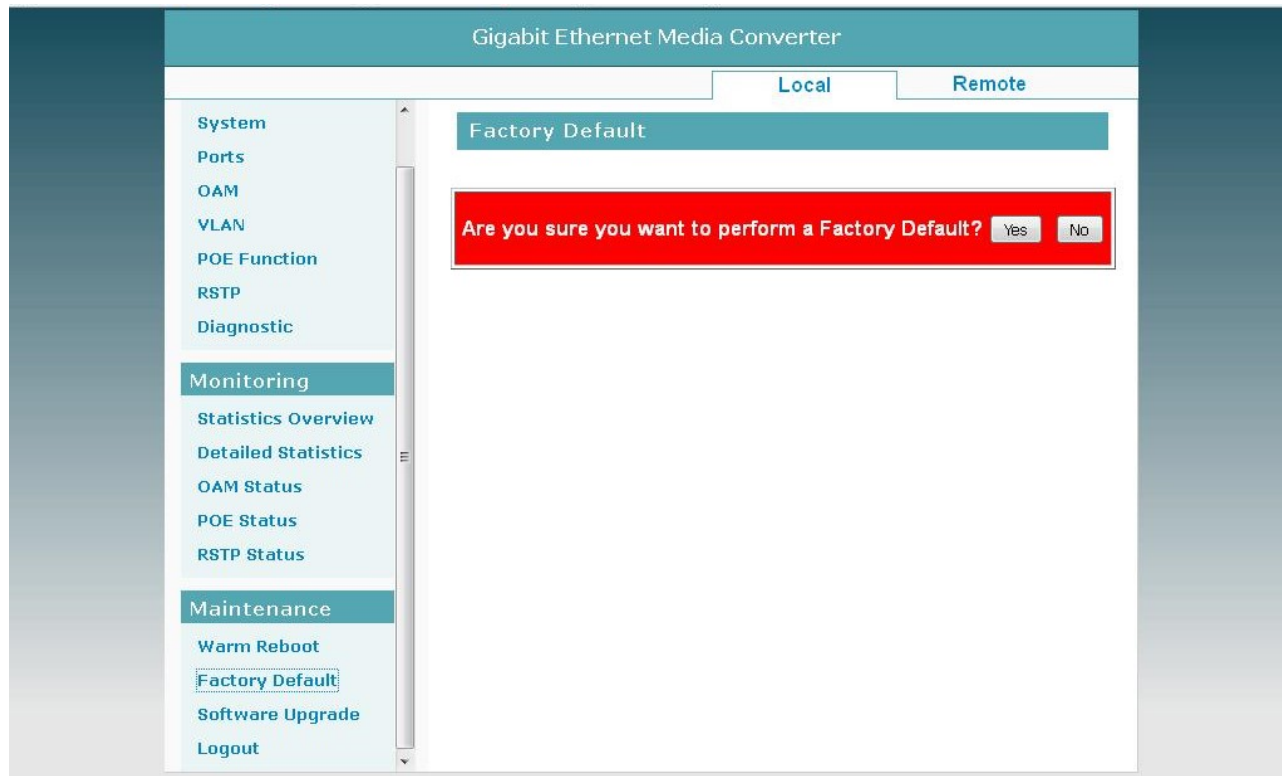 Gigabit Ethernet Media Converter
Local
Remote
System
Ports
OAM
VLAN
POE Function
RSTP
Diagnostic
Monitoring
Statistics Overview
Detailed Statistics
OAM Status
POE Status
RSTP Status
Maintenance
Warm Reboot
Factory Default
Software Upgrade
Logout
Factory Default
Are you sure you want to perform a Factory Default? Yes No